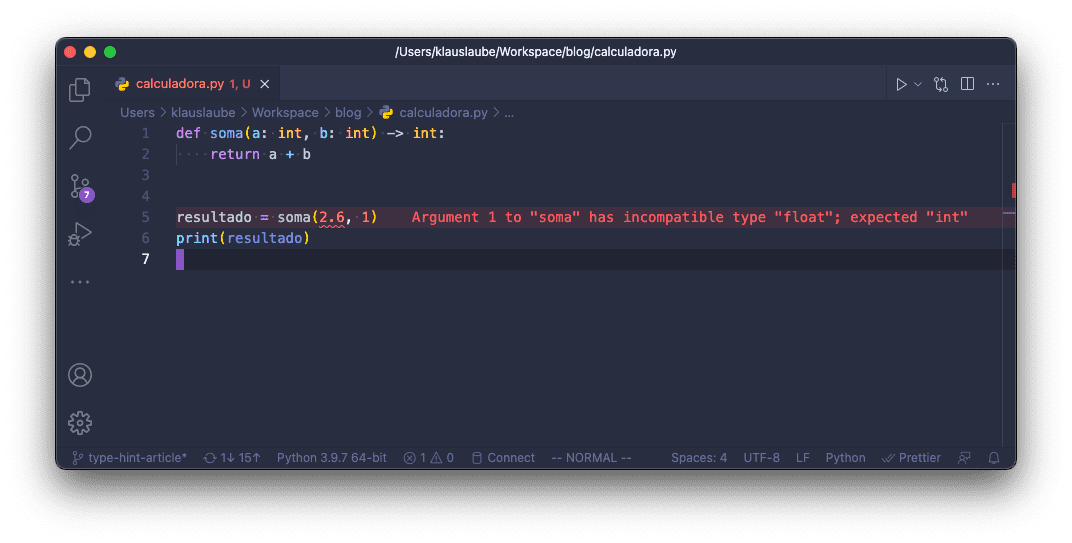 /Users/klauslaube/Workspace/blog/calculadora.py
calculadora.py 1, U
Users > klauslaube > Workspace > blog > calculadora.py > ...
1 def soma(a: int, b: int) -> int:
2 return a + b
3
4
5 resultado = soma(2.6, 1) Argument 1 to "soma" has incompatible type "float"; expected "int"
6 print(resultado)
7
7
type-hint-article* 1↓ 15↑ Python 3.9.7 64-bit 1 0 Connect -- NORMAL -- Spaces: 4 UTF-8 LF Python Prettier